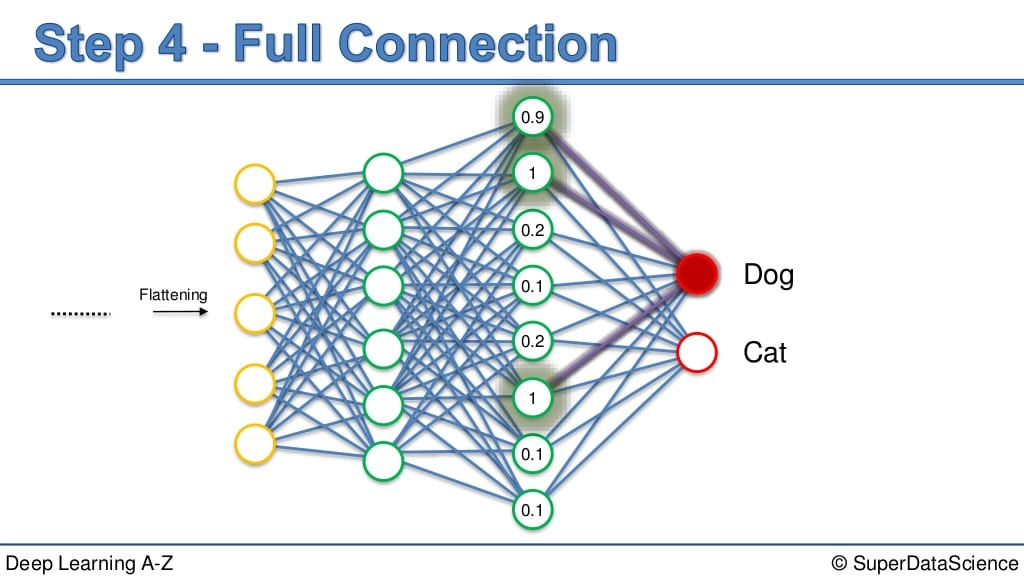 Step 4 - Full Connection
0.9
1
0.2
0.1
0.2
1
0.1
0.1
Flattening
Dog
Cat
Deep Learning A-Z
© SuperDataScience